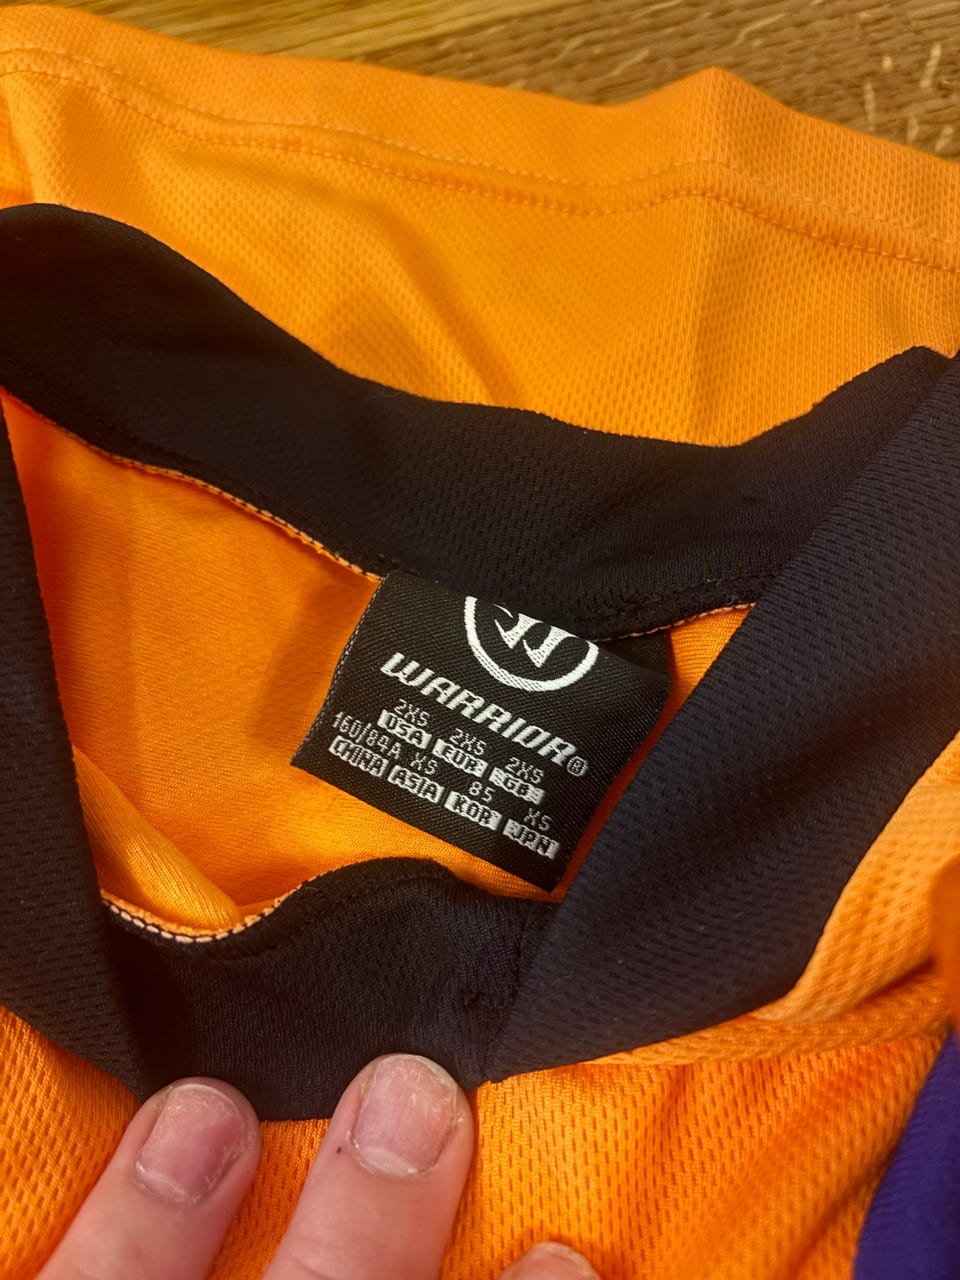 WARRIOR®
2XS 2XS 2XS
USA EUR GB
160/84A XS 85 XS
CHINA ASIA KOR JPN